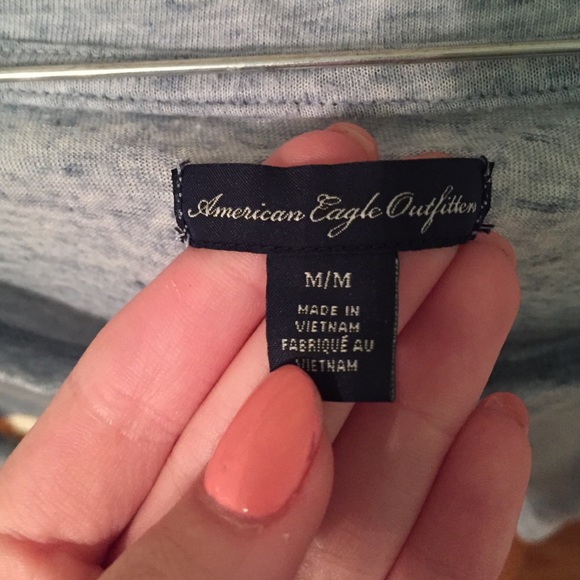 American Eagle Outfitters
M/M
MADE IN
VIETNAM
FABRIQUÉ AU
VIETNAM